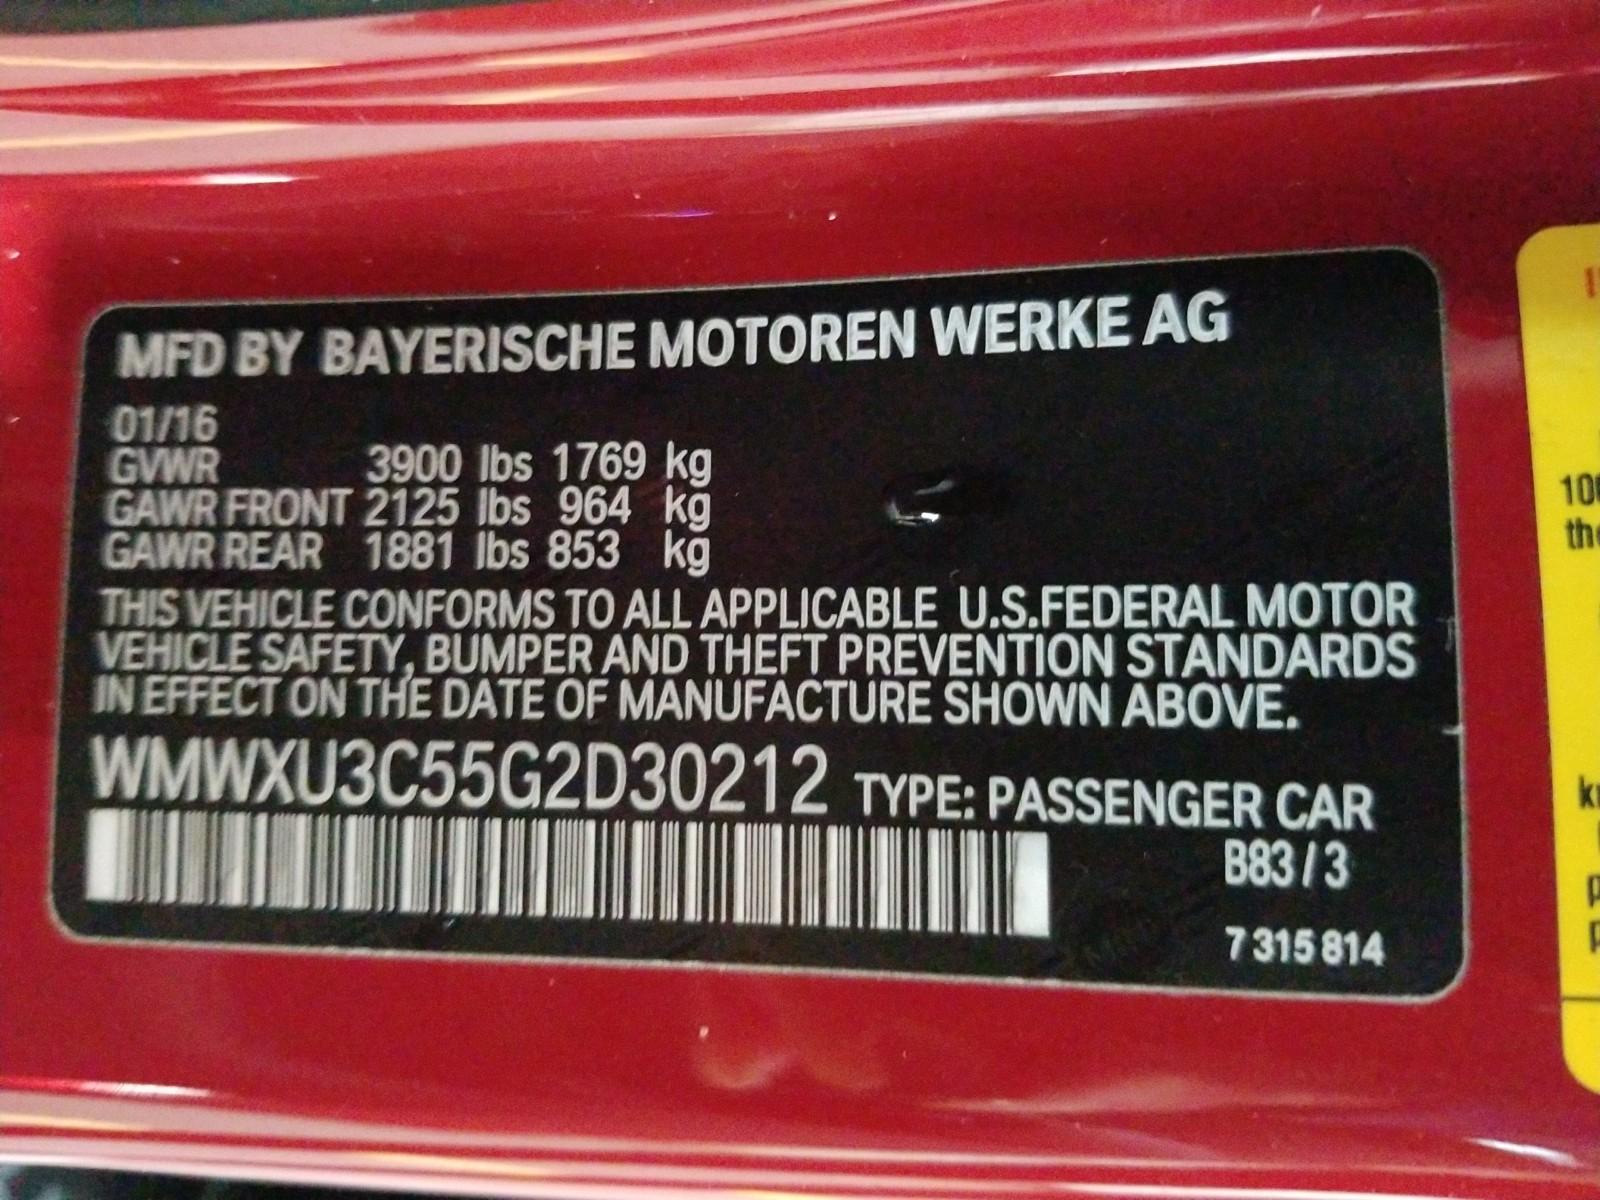 MFD BY BAYERISCHE MOTOREN WERKE AG
01/16
GVWR 3900 lbs 1769 kg
GAWR FRONT 2125 lbs 964 kg
GAWR REAR 1881 lbs 853 kg
THIS VEHICLE CONFORMS TO ALL APPLICABLE U.S.FEDERAL MOTOR
VEHICLE SAFETY, BUMPER AND THEFT PREVENTION STANDARDS
IN EFFECT ON THE DATE OF MANUFACTURE SHOWN ABOVE.
WMWXU3C55G2D30212 TYPE: PASSENGER CAR
B83 / 3
7 315 814